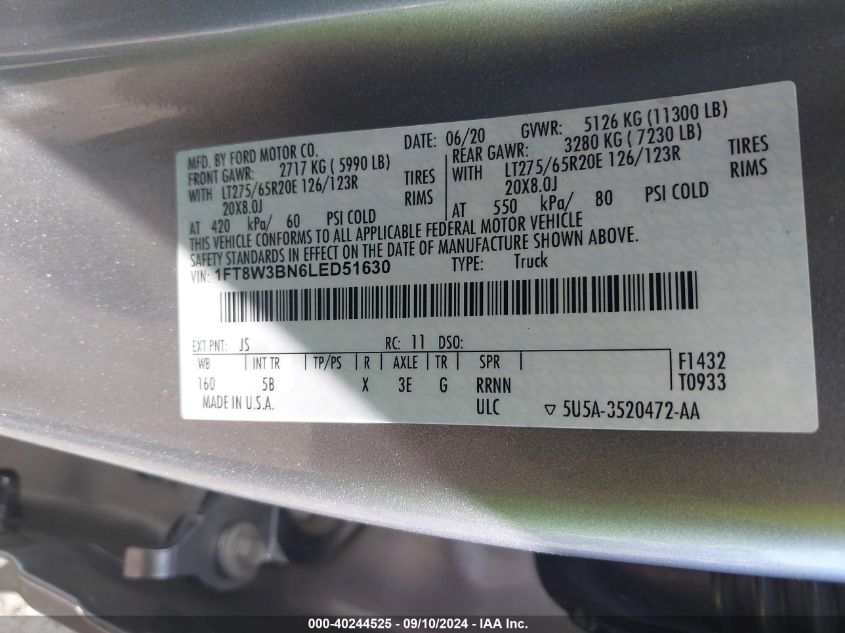 MFD. BY FORD MOTOR CO. DATE: 06/20 GVWR: 5126 KG (11300 LB)
FRONT GAWR: 2717 KG ( 5990 LB) REAR GAWR: 3280 KG ( 7230 LB)
WITH LT275/65R20E 126/123R TIRES WITH LT275/65R20E 126/123R TIRES
20X8.0J RIMS 20X8.0J RIMS
AT 420 kPa/ 60 PSI COLD AT 550 kPa/ 80 PSI COLD
THIS VEHICLE CONFORMS TO ALL APPLICABLE FEDERAL MOTOR VEHICLE
SAFETY STANDARDS IN EFFECT ON THE DATE OF MANUFACTURE SHOWN ABOVE.
VIN: 1FT8W3BN6LED51630 TYPE: Truck
EXT PNT: JS RC: 11 DSO:
WB INT TR TP/PS R AXLE TR SPR F1432
160 5B X 3E G RRNN T0933
MADE IN U.S.A. ULC ▽ 5U5A-3520472-AA
000-40244525 - 09/10/2024 - IAA Inc.